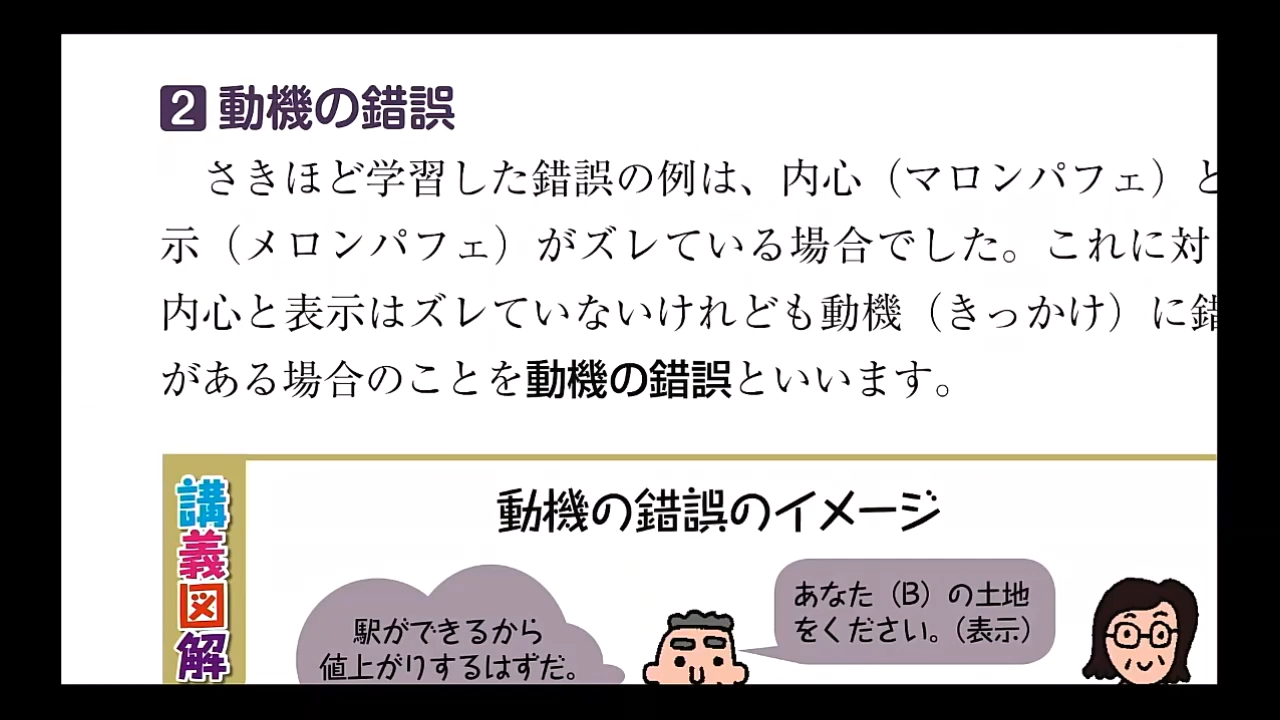 2 動機の錯誤
さきほど学習した錯誤の例は、内心（マロンパフェ）と
示（メロンパフェ）がズレている場合でした。これに対
内心と表示はズレていないけれども動機（きっかけ）に錯
がある場合のことを動機の錯誤といいます。
講義図解
動機の錯誤のイメージ
駅ができるから
値上がりするはずだ。
あなた（B）の土地
をください。（表示）